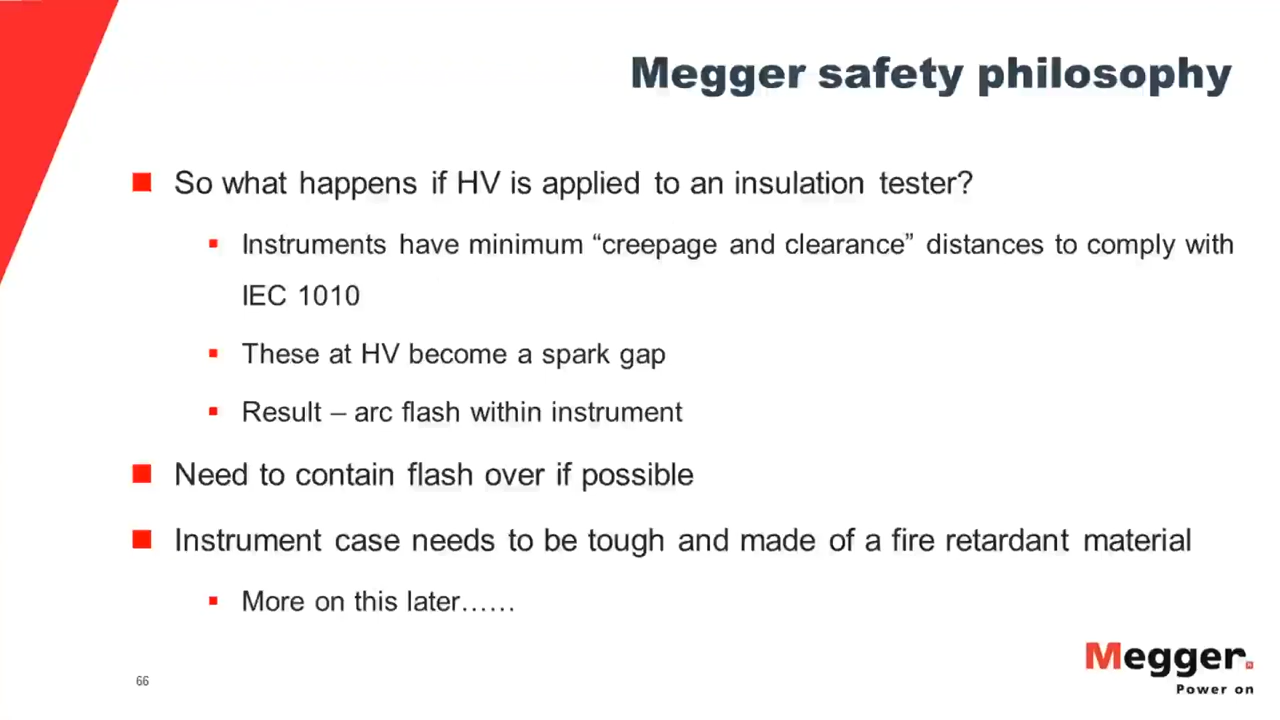 Megger safety philosophy
So what happens if HV is applied to an insulation tester?
Instruments have minimum “creepage and clearance” distances to comply with
IEC 1010
These at HV become a spark gap
Result – arc flash within instrument
Need to contain flash over if possible
Instrument case needs to be tough and made of a fire retardant material
More on this later……
Megger.
Power on
66